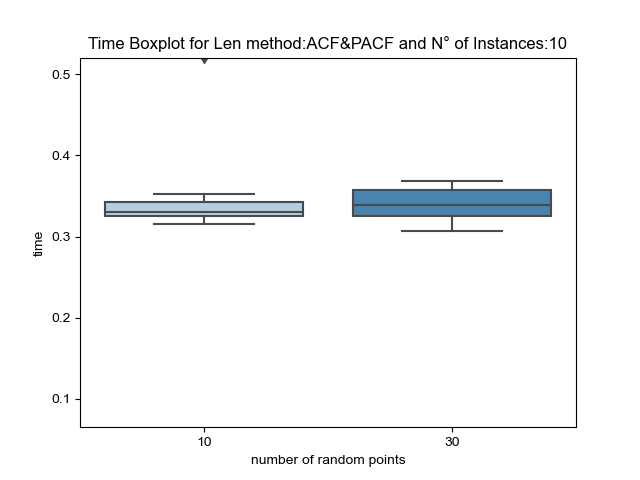 Time Boxplot for Len method:ACF&PACF and N° of Instances:10
0.5
0.4
0.3
0.2
0.1
time
10
30
number of random points